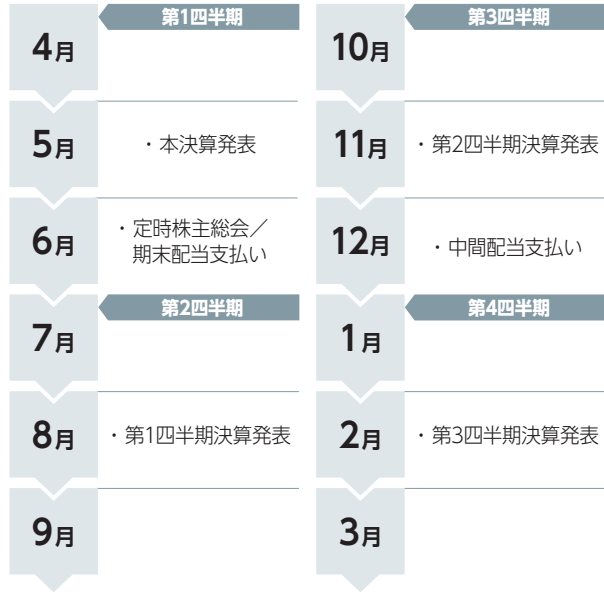 第1四半期
4月
5月
・本決算発表
6月
・定時株主総会／
期末配当支払い
第2四半期
7月
8月
・第1四半期決算発表
9月
第3四半期
10月
11月
・第2四半期決算発表
12月
・中間配当支払い
第4四半期
1月
2月
・第3四半期決算発表
3月